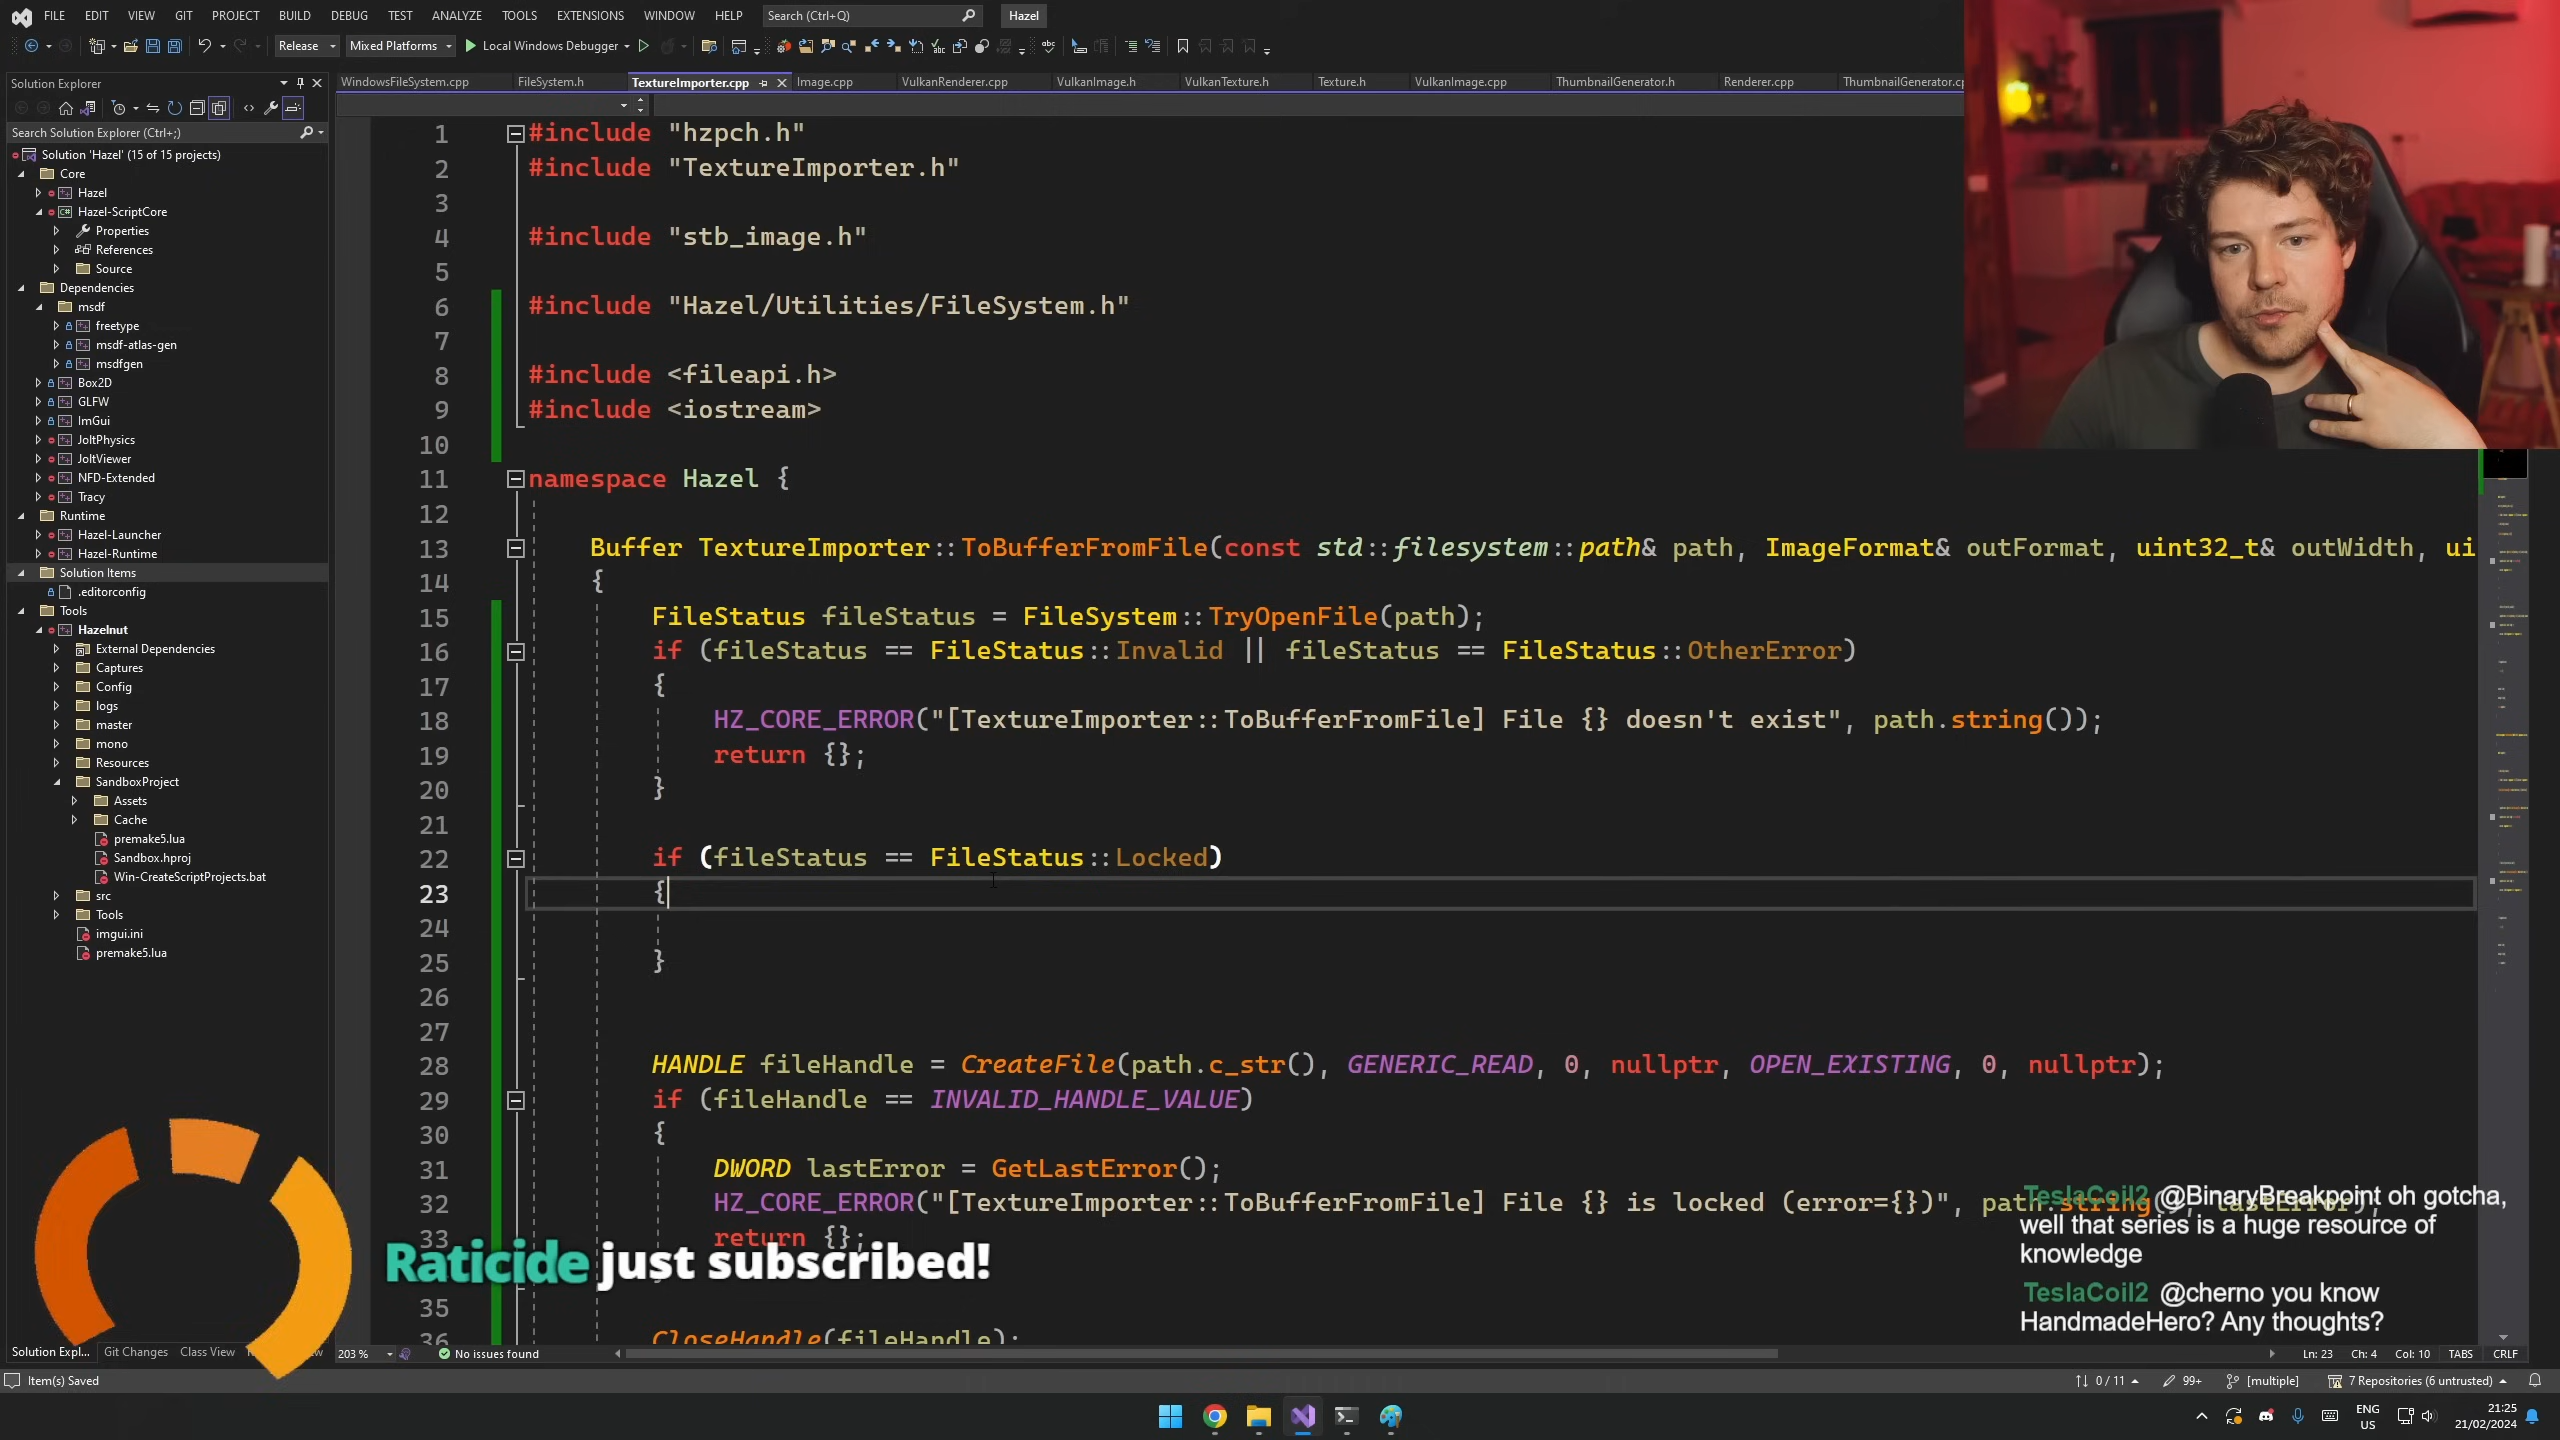 FILE EDIT VIEW GIT PROJECT BUILD DEBUG TEST ANALYZE TOOLS EXTENSIONS WINDOW HELP Search (Ctrl+Q) Hazel
Release Mixed Platforms Local Windows Debugger
Solution Explorer
Search Solution Explorer (Ctrl+;)
Solution 'Hazel' (15 of 15 projects)
Core
Hazel
Hazel-ScriptCore
Properties
References
Source
Dependencies
msdf
freetype
msdf-atlas-gen
msdfgen
Box2D
GLFW
ImGui
JoltPhysics
JoltViewer
NFD-Extended
Tracy
Runtime
Hazel-Launcher
Hazel-Runtime
Solution Items
.editorconfig
Tools
Hazelnut
External Dependencies
Captures
Config
logs
master
mono
Resources
SandboxProject
Assets
Cache
premake5.lua
Sandbox.hproj
Win-CreateScriptProjects.bat
src
Tools
imgui.ini
premake5.lua
Solution Expl... Git Changes Class View
WindowsFileSystem.cpp FileSystem.h TextureImporter.cpp Image.cpp VulkanRenderer.cpp VulkanImage.h VulkanTexture.h Texture.h VulkanImage.cpp ThumbnailGenerator.h Renderer.cpp ThumbnailGenerator.cp
1 #include "hzpch.h"
2 #include "TextureImporter.h"
3
4 #include "stb_image.h"
5
6 #include "Hazel/Utilities/FileSystem.h"
7
8 #include <fileapi.h>
9 #include <iostream>
10
11 namespace Hazel {
12
13 Buffer TextureImporter::ToBufferFromFile(const std::filesystem::path& path, ImageFormat& outFormat, uint32_t& outWidth, ui
14 {
15 FileStatus fileStatus = FileSystem::TryOpenFile(path);
16 if (fileStatus == FileStatus::Invalid || fileStatus == FileStatus::OtherError)
17 {
18 HZ_CORE_ERROR("[TextureImporter::ToBufferFromFile] File {} doesn't exist", path.string());
19 return {};
20 }
21
22 if (fileStatus == FileStatus::Locked)
23 {
24
25 }
26
27
28 HANDLE fileHandle = CreateFile(path.c_str(), GENERIC_READ, 0, nullptr, OPEN_EXISTING, 0, nullptr);
29 if (fileHandle == INVALID_HANDLE_VALUE)
30 {
31 DWORD lastError = GetLastError();
32 HZ_CORE_ERROR("[TextureImporter::ToBufferFromFile] File {} is locked (error={})", path.string(), lastError);
33 return {};
35
36 CloseHandle(fileHandle);
Raticide just subscribed!
TeslaCoil2 @BinaryBreakpoint oh gotcha,
well that series is a huge resource of
knowledge
TeslaCoil2 @cherno you know
HandmadeHero? Any thoughts?
203 % No issues found Ln: 23 Ch: 4 Col: 10 TABS CRLF
Item(s) Saved 0 / 11 99+ [multiple] 7 Repositories (6 untrusted)
ENG
US
21:25
21/02/2024